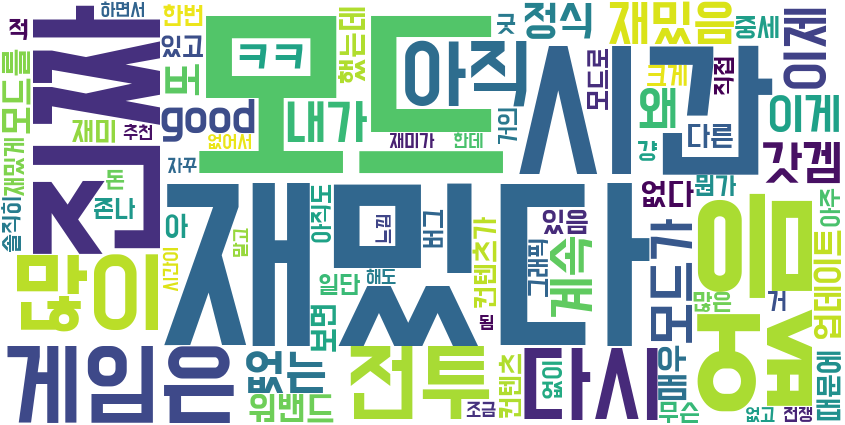 하면서
적
한번
굿
정식
재밌음
중세
이제
진짜
모드
ㅋㅋ
했는데
아직
시간
있고
모드를
버
모드로
크게
직접
왜
이게
good
내가
재미
추천
없어서
재미가
한데
거의
걍
다른
갓겜
재밌게
자꾸
돈
존나
솔직히
아
아직도
느낌
버그
재밌다
있음
없다
뭔가
아주
음
시간이
말고
그래픽
계속
컨텐츠가
모드가
업데이트
많이
일단
해도
많은
거
보면
됨
웅벞
게임은
없는
워밴드
전투
조금
컨텐츠
다시
없이
매우
무슨
없고
전쟁
때문에